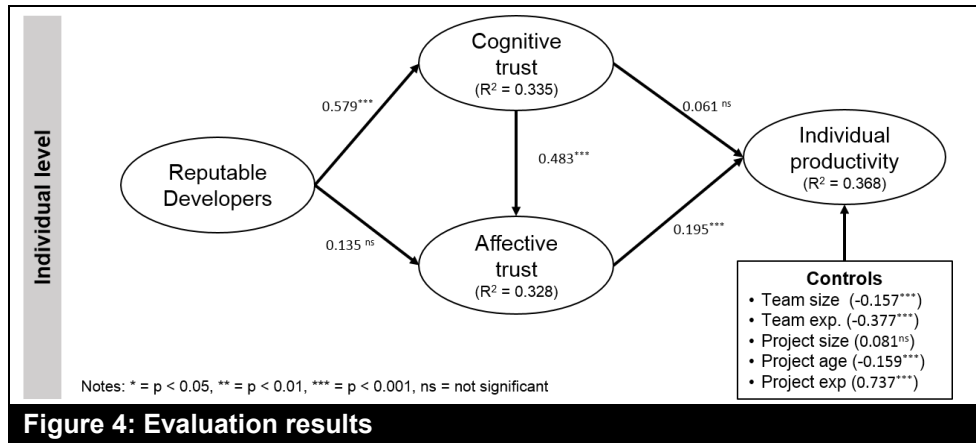 Individual level
Cognitive
trust
(R² = 0.335)
0.579***
0.061 ns
Reputable
Developers
0.483***
Individual
productivity
(R² = 0.368)
0.135 ns
Affective
trust
(R² = 0.328)
0.195***
Controls
• Team size (-0.157***)
• Team exp. (-0.377***)
• Project size (0.081ns)
• Project age (-0.159***)
• Project exp (0.737***)
Notes: * = p < 0.05, ** = p < 0.01, *** = p < 0.001, ns = not significant
Figure 4: Evaluation results